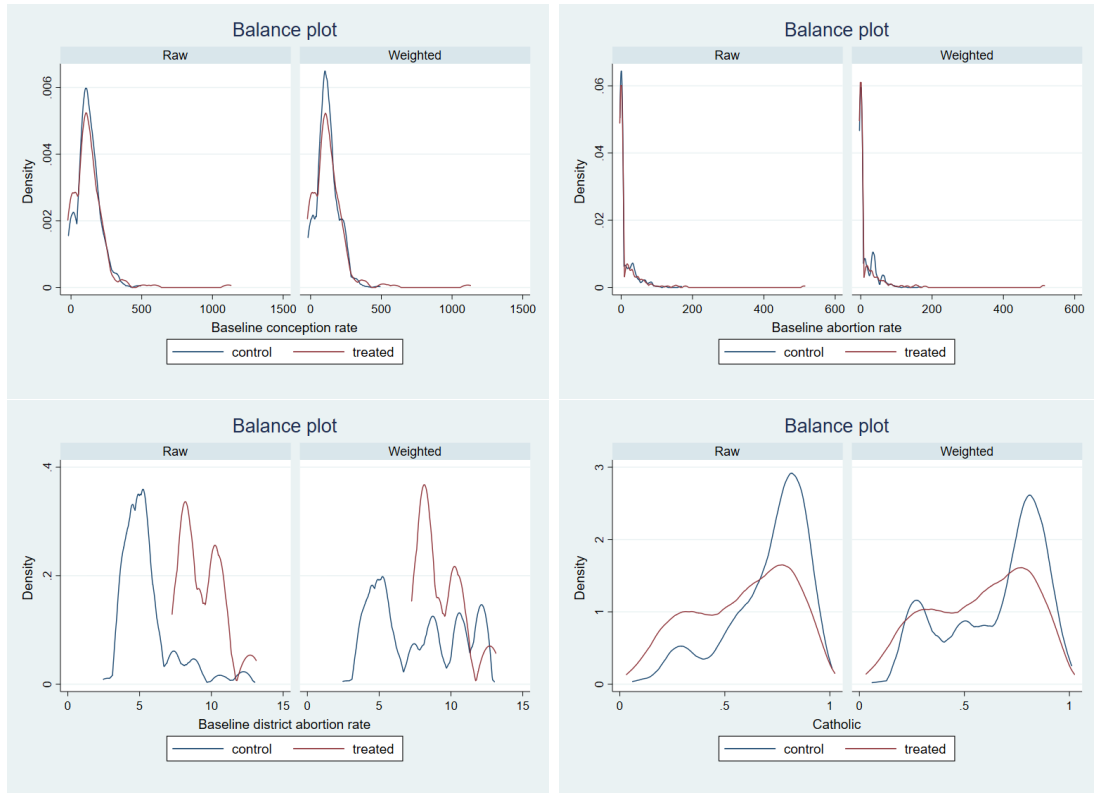 Balance plot
Raw Weighted
.006
.004
.002
0
Density
0 500 1000 1500 0 500 1000 1500
Baseline conception rate
control treated
Balance plot
Raw Weighted
.06
.04
.02
0
Density
0 200 400 600 0 200 400 600
Baseline abortion rate
control treated
Balance plot
Raw Weighted
.4
.2
0
Density
0 5 10 15 0 5 10 15
Baseline district abortion rate
control treated
Balance plot
Raw Weighted
3
2
1
0
Density
0 .5 1 0 .5 1
Catholic
control treated